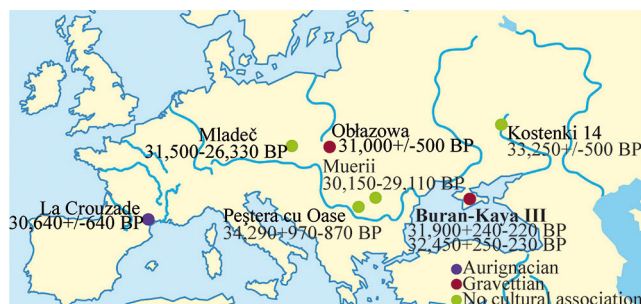 Mladeč
31,500-26,330 BP
Obłazowa
31,000+/-500 BP
Kostenki 14
33,250+/-500 BP
Muerii
30,150-29,110 BP
La Crouzade
30,640+/-640 BP
Peştera cu Oase
34,290+970-870 BP
Buran-Kaya III
31,900+240-220 BP
32,450+250-230 BP
Aurignacian
Gravettian
No cultural association